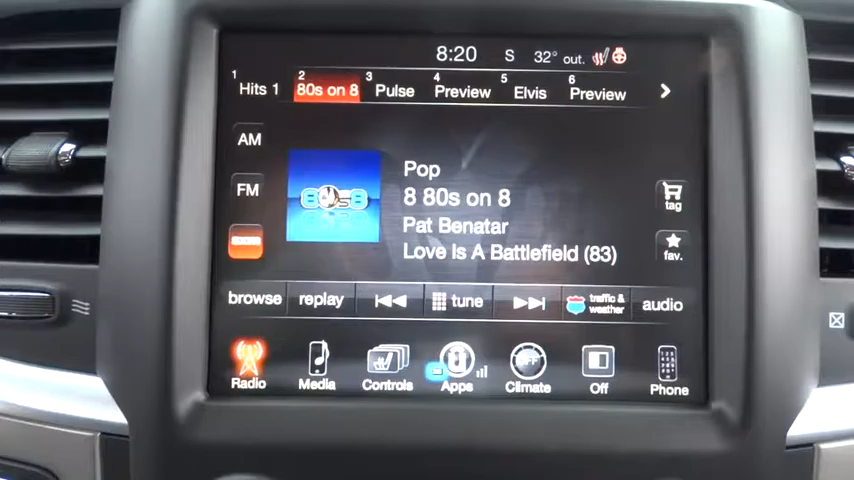 8:20 S 32° out.
1 Hits 1 2 80s on 8 3 Pulse 4 Preview 5 Elvis 6 Preview
AM
FM
Pop
8 80s on 8
Pat Benatar
Love Is A Battlefield (83)
tag
fav.
browse replay tune traffic & weather audio
OFF
Radio Media Controls Apps Climate Off Phone